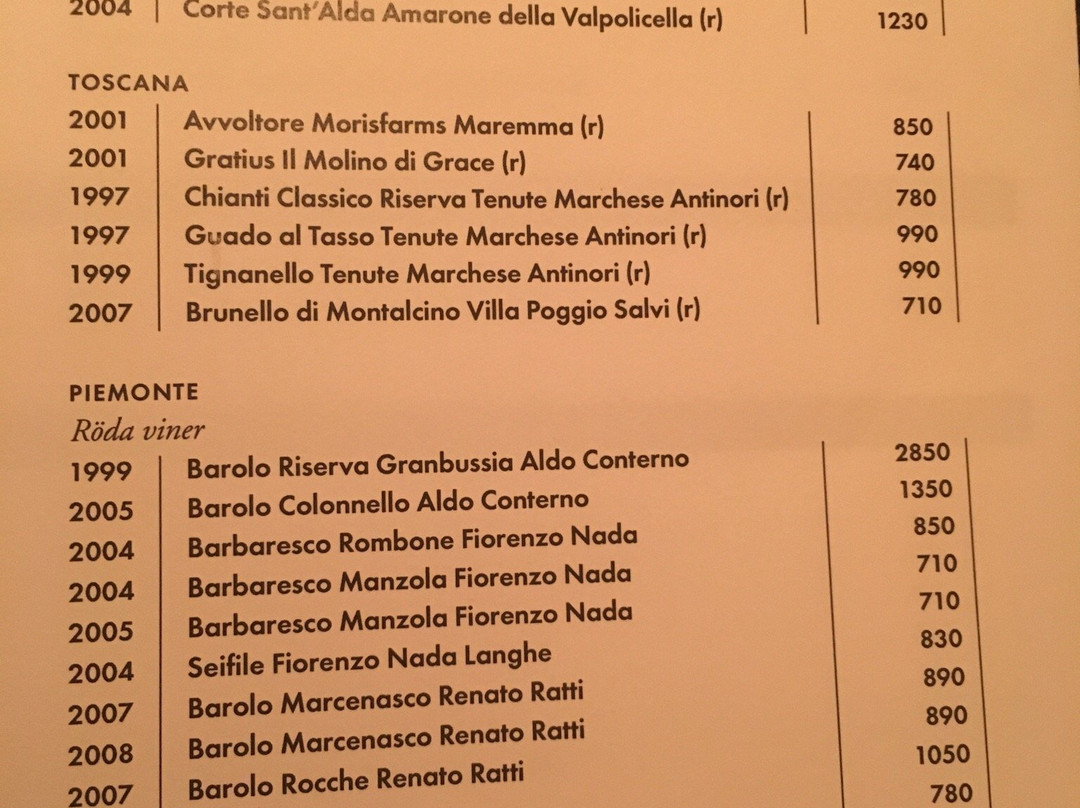 2004 Corte Sant'Alda Amarone della Valpolicella (r) 1230
TOSCANA
2001 Avvoltore Morisfarms Maremma (r) 850
2001 Gratius Il Molino di Grace (r) 740
1997 Chianti Classico Riserva Tenute Marchese Antinori (r) 780
1997 Guado al Tasso Tenute Marchese Antinori (r) 990
1999 Tignanello Tenute Marchese Antinori (r) 990
2007 Brunello di Montalcino Villa Poggio Salvi (r) 710
PIEMONTE
Röda viner
1999 Barolo Riserva Granbussia Aldo Conterno 2850
2005 Barolo Colonnello Aldo Conterno 1350
2004 Barbaresco Rombone Fiorenzo Nada 850
2004 Barbaresco Manzola Fiorenzo Nada 710
2005 Barbaresco Manzola Fiorenzo Nada 710
2004 Seifile Fiorenzo Nada Langhe 830
2007 Barolo Marcenasco Renato Ratti 890
2008 Barolo Marcenasco Renato Ratti 890
2007 Barolo Rocche Renato Ratti 1050
780